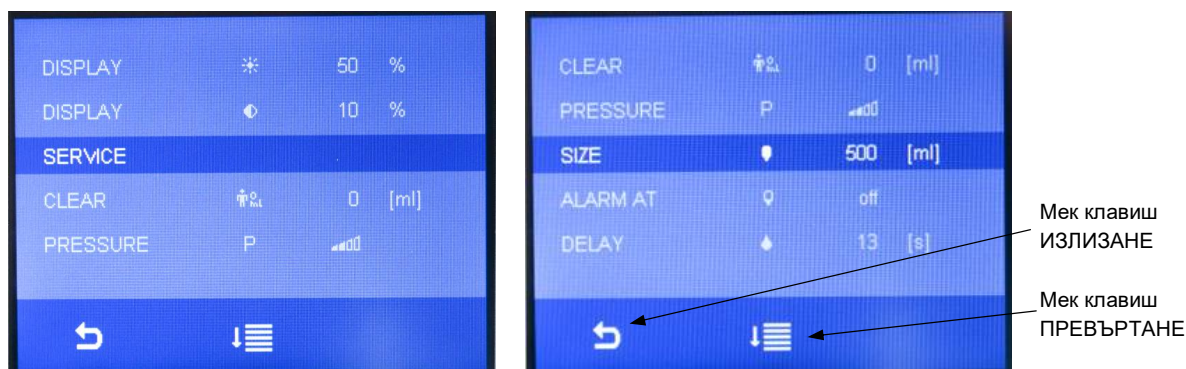 DISPLAY 50 %
DISPLAY 10 %
SERVICE
CLEAR 0 [ml]
PRESSURE P
CLEAR 0 [ml]
PRESSURE P
SIZE 500 [ml]
ALARM AT off
DELAY 13 [s]
Мек клавиш
ИЗЛИЗАНЕ
Мек клавиш
ПРЕВЪРТАНЕ